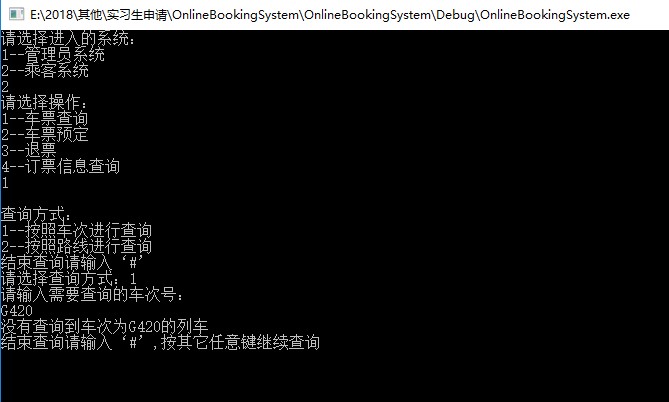 E:\2018\其他\实习生申请\OnlineBookingSystem\OnlineBookingSystem\Debug\OnlineBookingSystem.exe
请选择进入的系统:
1--管理员系统
2--乘客系统
2
请选择操作:
1--车票查询
2--车票预定
3--退票
4--订票信息查询
1
查询方式:
1--按照车次进行查询
2--按照路线进行查询
结束查询请输入‘#’
请选择查询方式: 1
请输入需要查询的车次号:
G420
没有查询到车次为G420的列车
结束查询请输入‘#’,按其它任意键继续查询